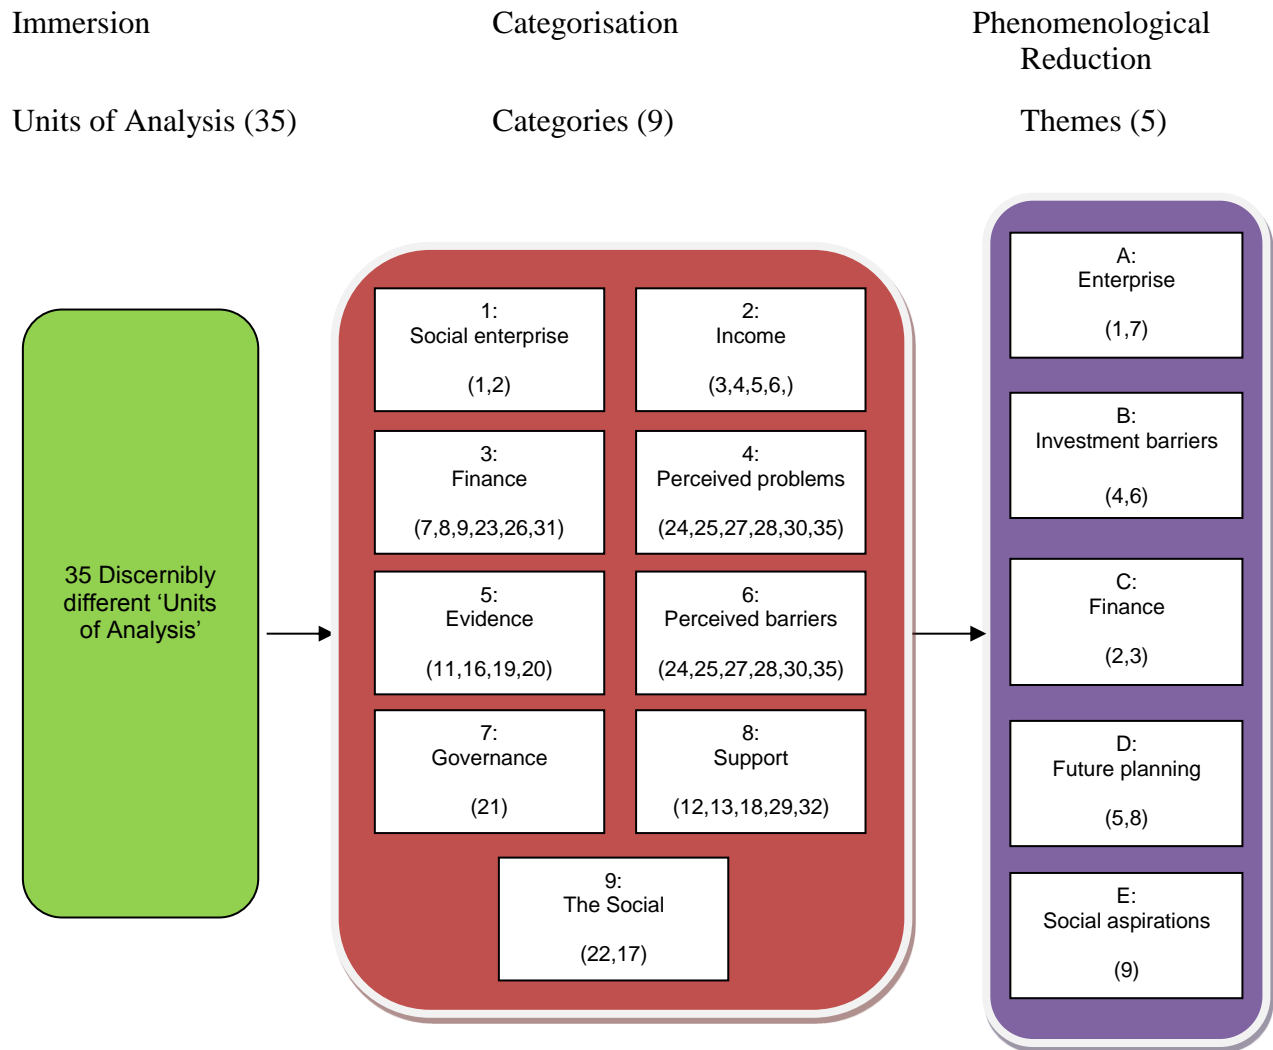 Immersion
Categorisation
Phenomenological
Reduction
Units of Analysis (35)
Categories (9)
Themes (5)
35 Discernibly
different ‘Units
of Analysis’
1:
Social enterprise
(1,2)
2:
Income
(3,4,5,6,)
3:
Finance
(7,8,9,23,26,31)
4:
Perceived problems
(24,25,27,28,30,35)
5:
Evidence
(11,16,19,20)
6:
Perceived barriers
(24,25,27,28,30,35)
7:
Governance
(21)
8:
Support
(12,13,18,29,32)
9:
The Social
(22,17)
A:
Enterprise
(1,7)
B:
Investment barriers
(4,6)
C:
Finance
(2,3)
D:
Future planning
(5,8)
E:
Social aspirations
(9)